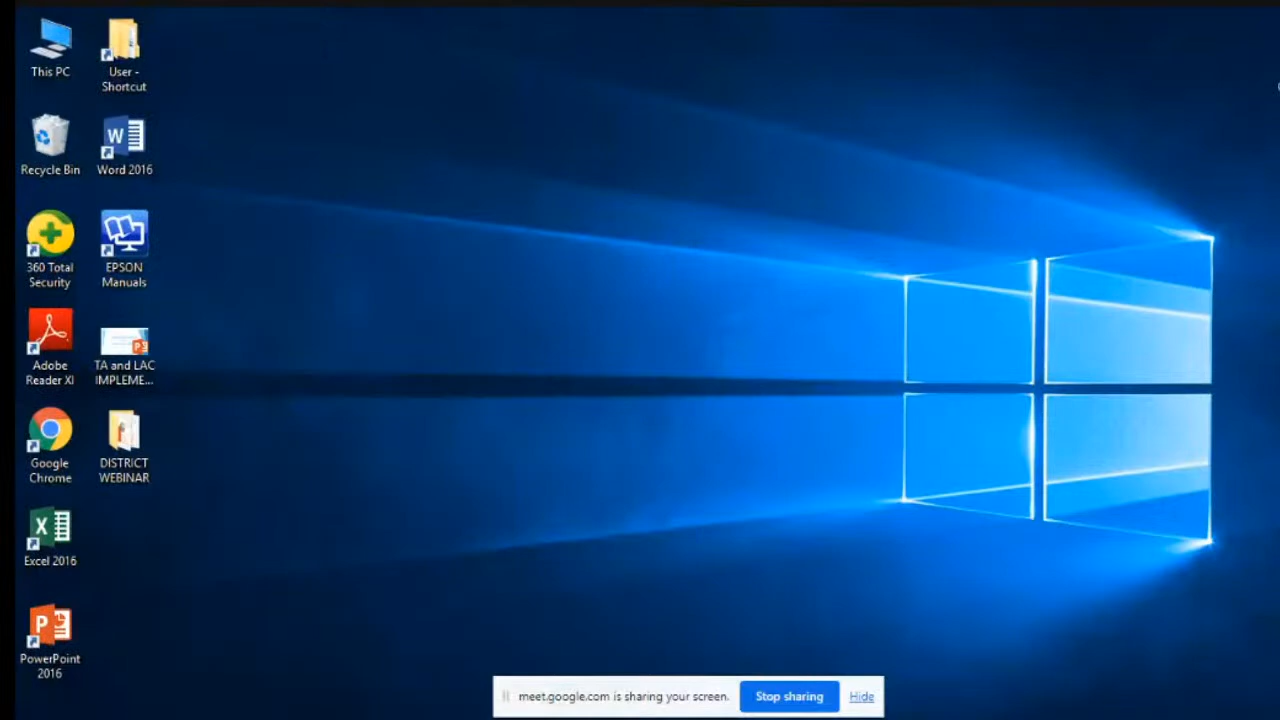 This PC
User -
Shortcut
Recycle Bin
Word 2016
360 Total
Security
EPSON
Manuals
Adobe
Reader XI
TA and LAC
IMPLEME...
Google
Chrome
DISTRICT
WEBINAR
Excel 2016
PowerPoint
2016
meet.google.com is sharing your screen.
Stop sharing
Hide